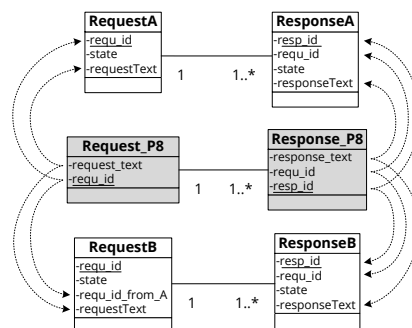 RequestA
-requ_id
-state
-requestText
1
1..*
ResponseA
-resp_id
-requ_id
-state
-responseText
Request_P8
-request_text
-requ_id
1
1..*
Response_P8
-response_text
-requ_id
-resp_id
RequestB
-requ_id
-state
-requ_id_from_A
-requestText
1
1..*
ResponseB
-resp_id
-requ_id
-state
-responseText